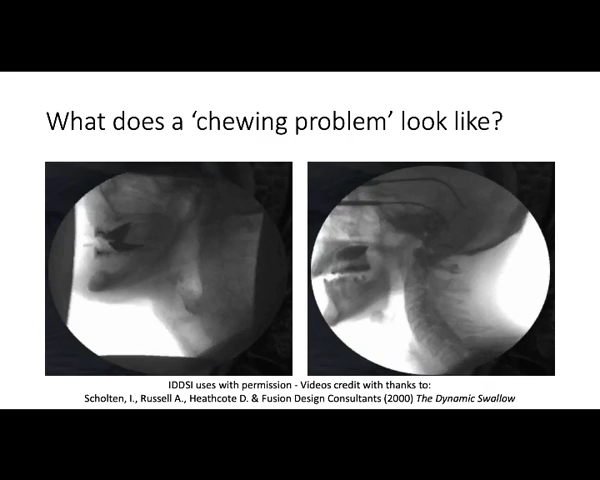 What does a ‘chewing problem’ look like?
IDDSI uses with permission - Videos credit with thanks to:
Scholten, I., Russell A., Heathcote D. & Fusion Design Consultants (2000) The Dynamic Swallow